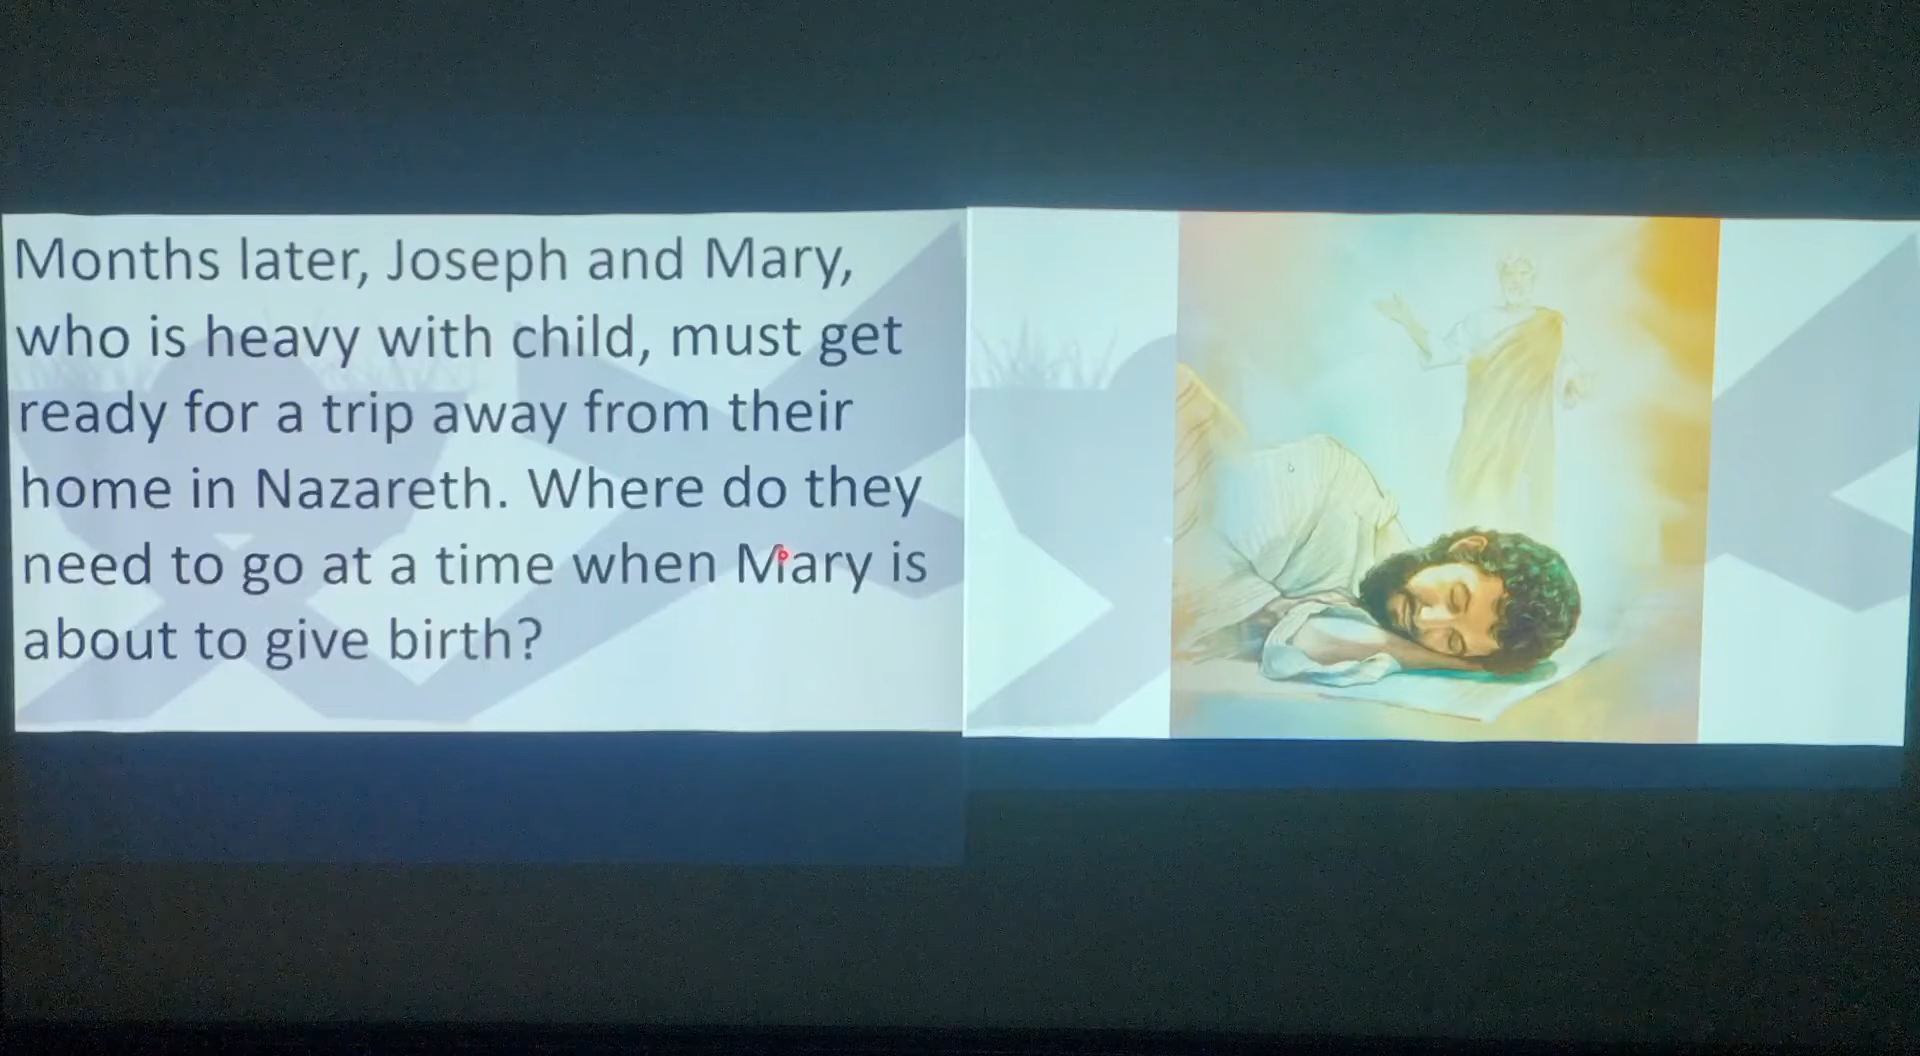 Months later, Joseph and Mary,
who is heavy with child, must get
ready for a trip away from their
home in Nazareth. Where do they
need to go at a time when Mary is
about to give birth?